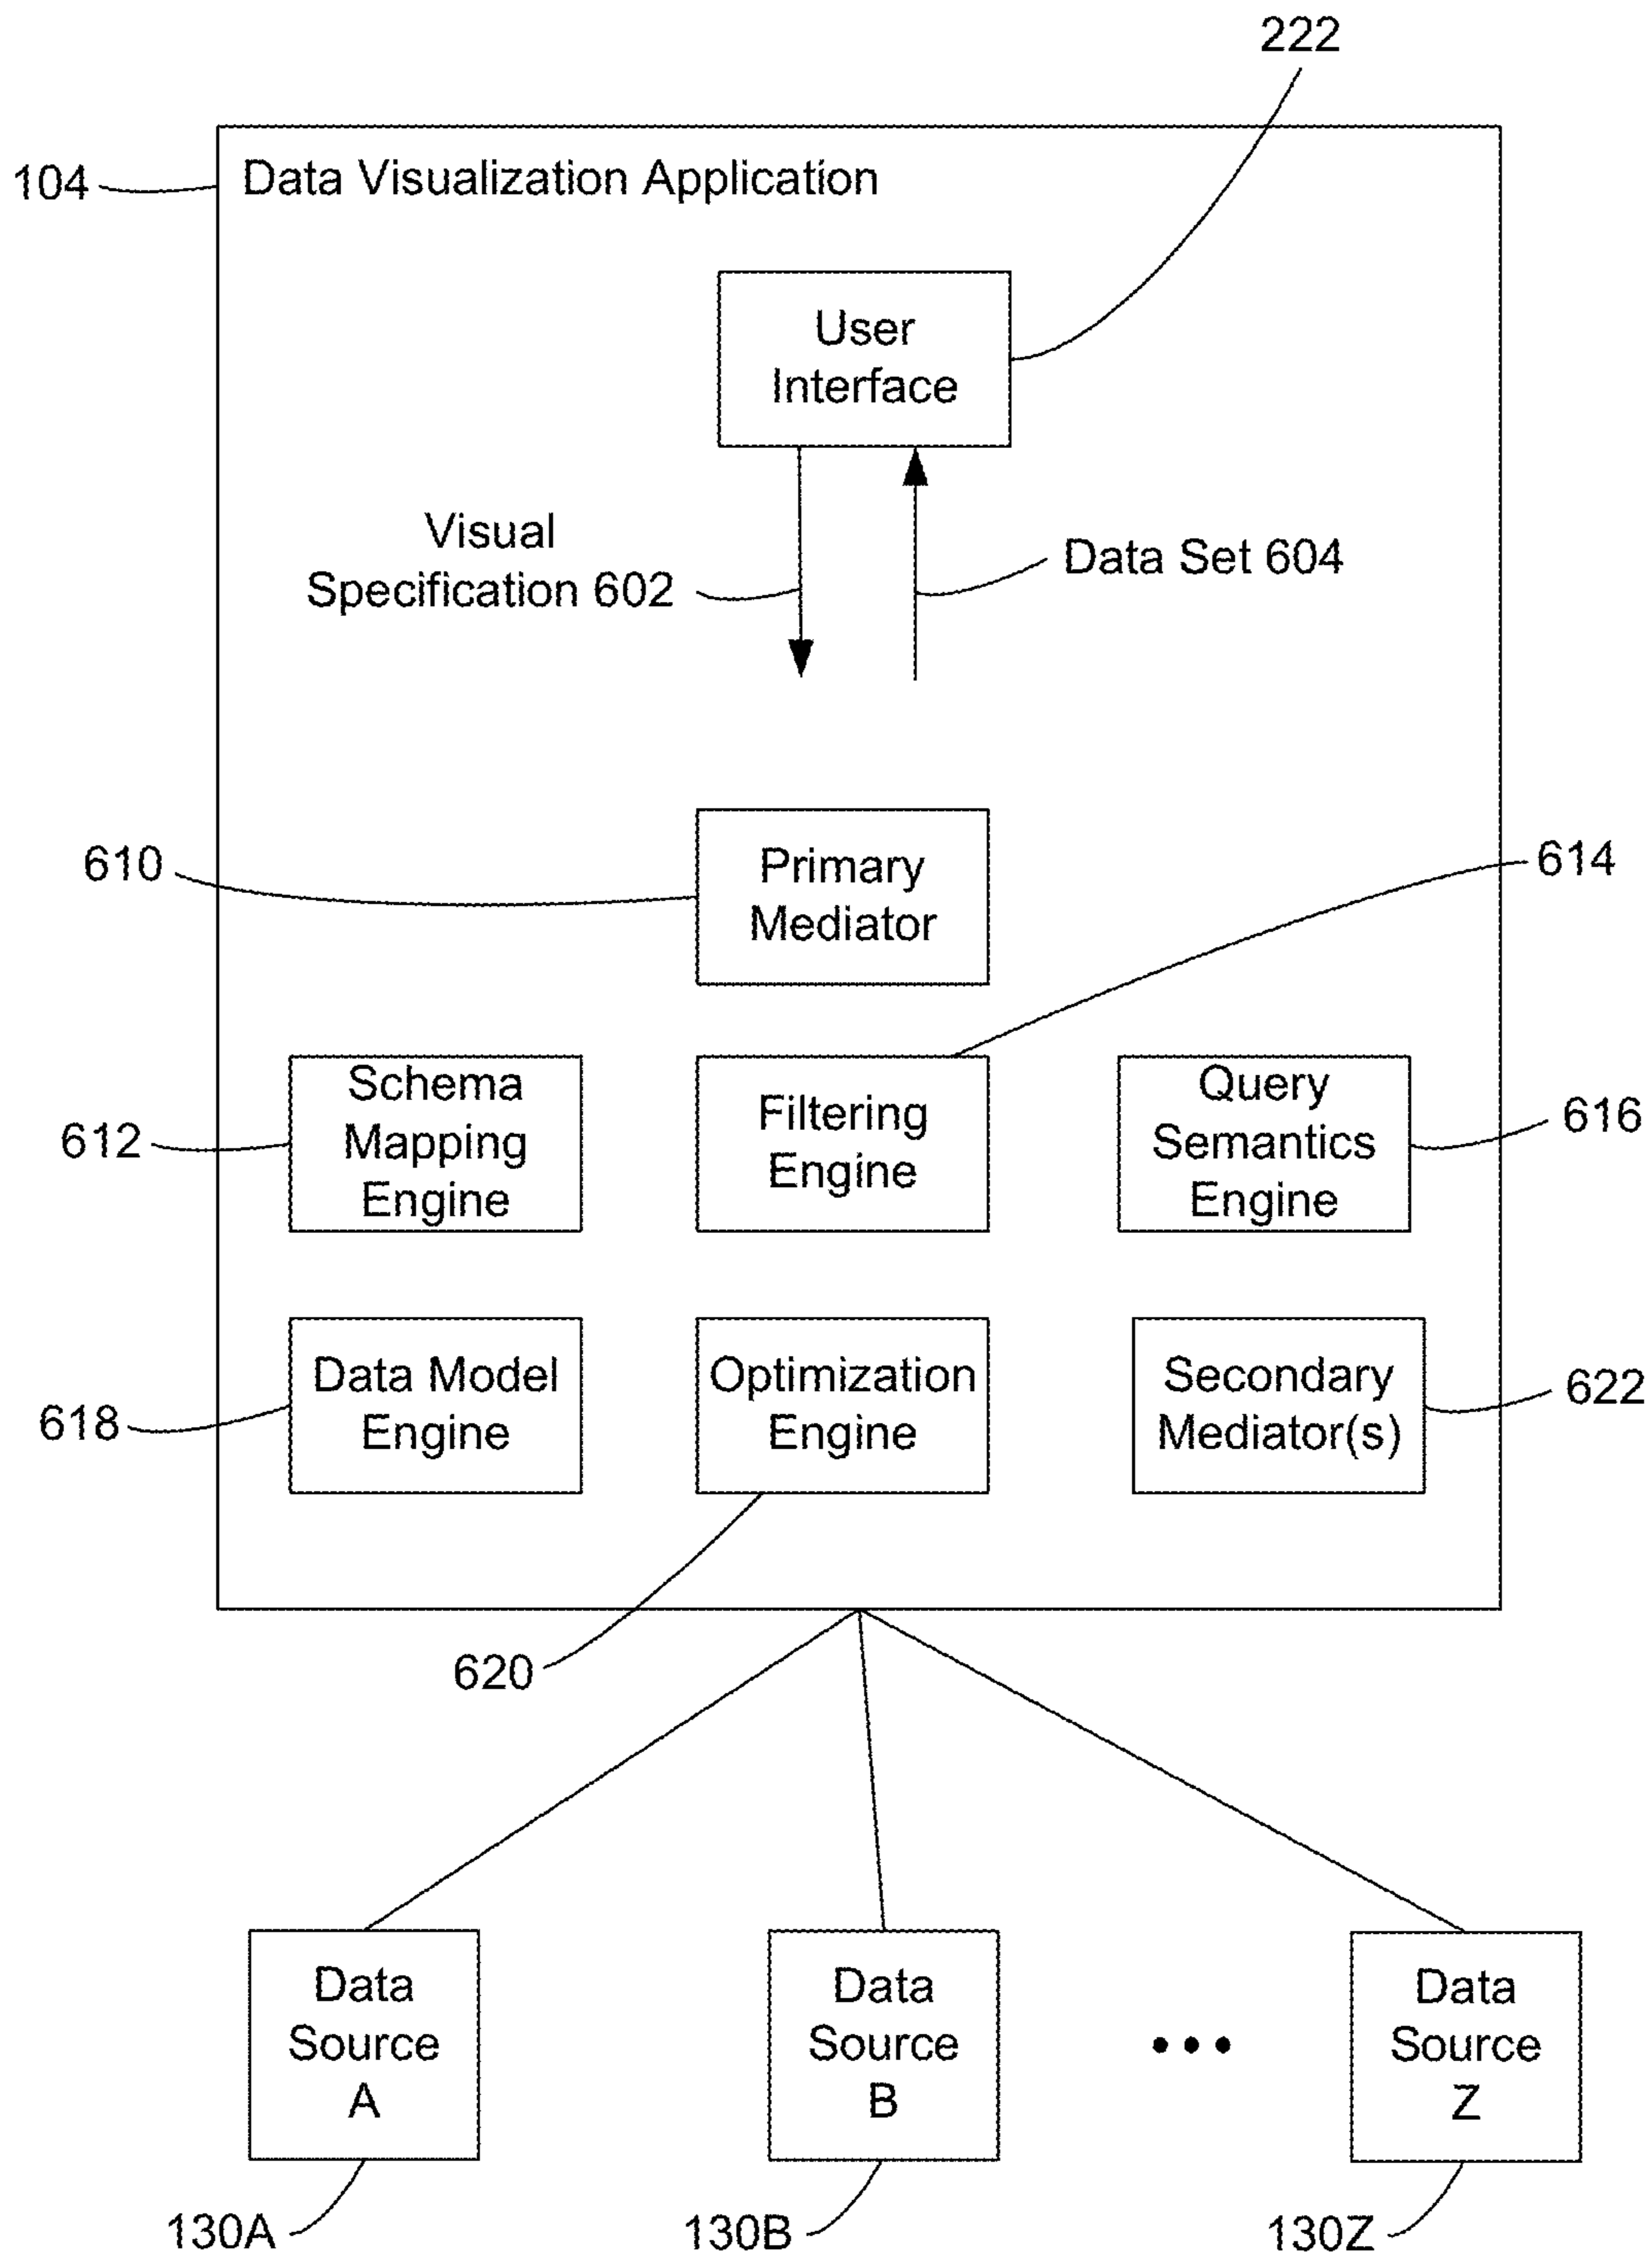 222
104
Data Visualization Application
User
Interface
Visual
Specification 602
Data Set 604
610
Primary
Mediator
614
612
Schema
Mapping
Engine
Filtering
Engine
Query
Semantics
Engine
616
618
Data Model
Engine
Optimization
Engine
Secondary
Mediator(s)
622
620
Data
Source
A
Data
Source
B
•••
Data
Source
Z
130A
130B
130Z